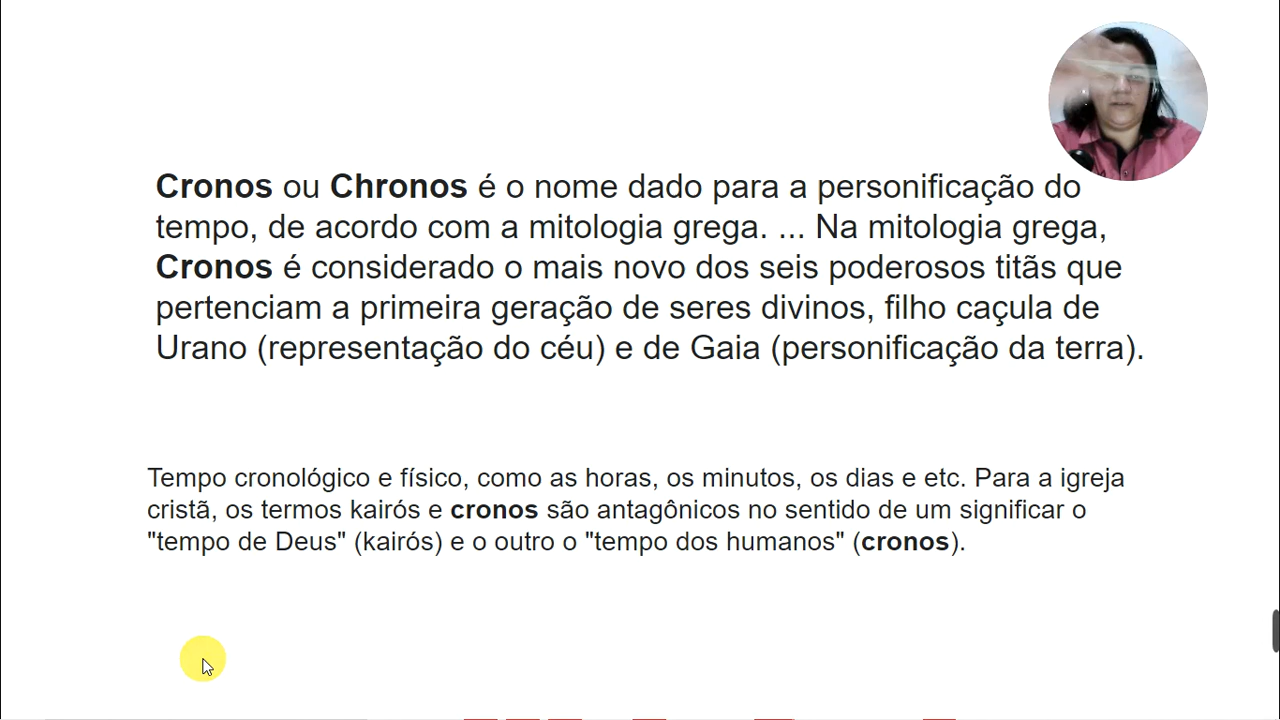 Cronos ou Chronos é o nome dado para a personificação do
tempo, de acordo com a mitologia grega. ... Na mitologia grega,
Cronos é considerado o mais novo dos seis poderosos titãs que
pertenciam a primeira geração de seres divinos, filho caçula de
Urano (representação do céu) e de Gaia (personificação da terra).
Tempo cronológico e físico, como as horas, os minutos, os dias e etc. Para a igreja
cristã, os termos kairós e cronos são antagônicos no sentido de um significar o
"tempo de Deus" (kairós) e o outro o "tempo dos humanos" (cronos).